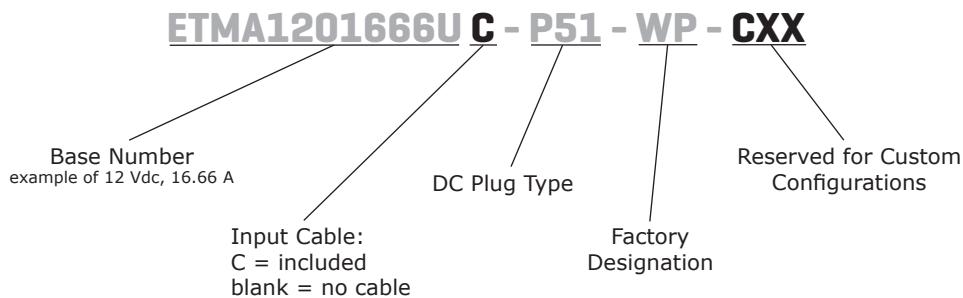 ETMA1201666U C - P51 - WP - CXX
Base Number
example of 12 Vdc, 16.66 A
Input Cable:
C = included
blank = no cable
DC Plug Type
Factory
Designation
Reserved for Custom
Configurations